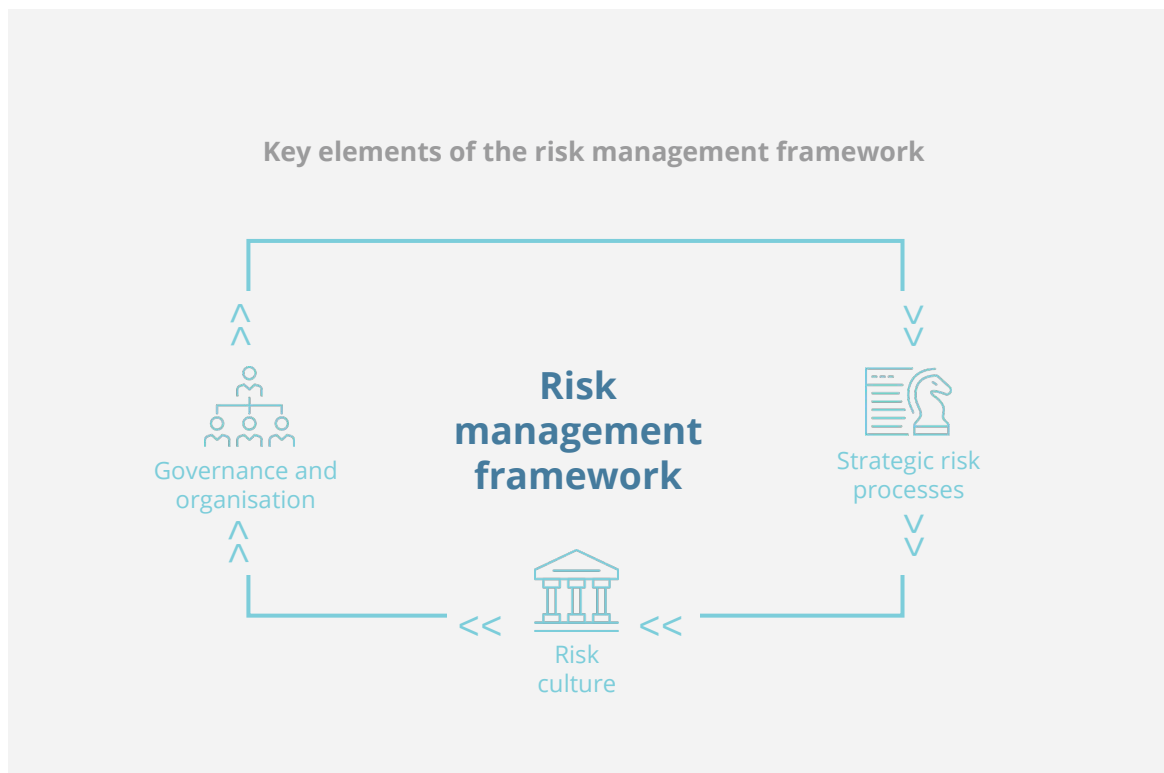 Key elements of the risk management framework
Risk
management
framework
Governance and
organisation
Strategic risk
processes
Risk
culture